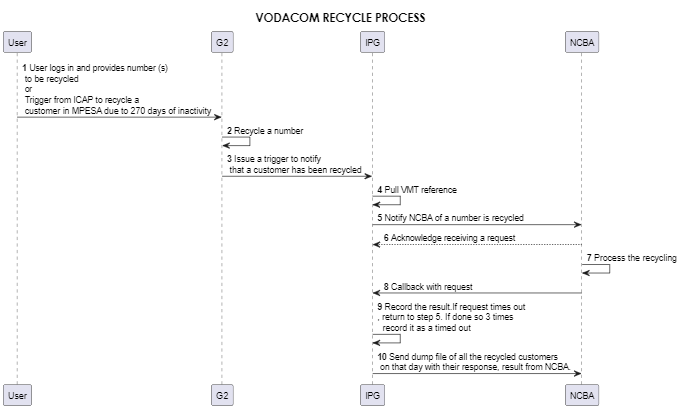 VODACOM RECYCLE PROCESS
User G2 IPG NCBA
1 User logs in and provides number (s)
to be recycled
or
Trigger from ICAP to recycle a
customer in MPESA due to 270 days of inactivity
2 Recycle a number
3 Issue a trigger to notify
that a customer has been recycled
4 Pull VMT reference
5 Notify NCBA of a number is recycled
6 Acknowledge receiving a request
7 Process the recycling
8 Callback with request
9 Record the result.If request times out
, return to step 5. If done so 3 times
record it as a timed out
10 Send dump file of all the recycled customers
on that day with their response, result from NCBA.
User G2 IPG NCBA